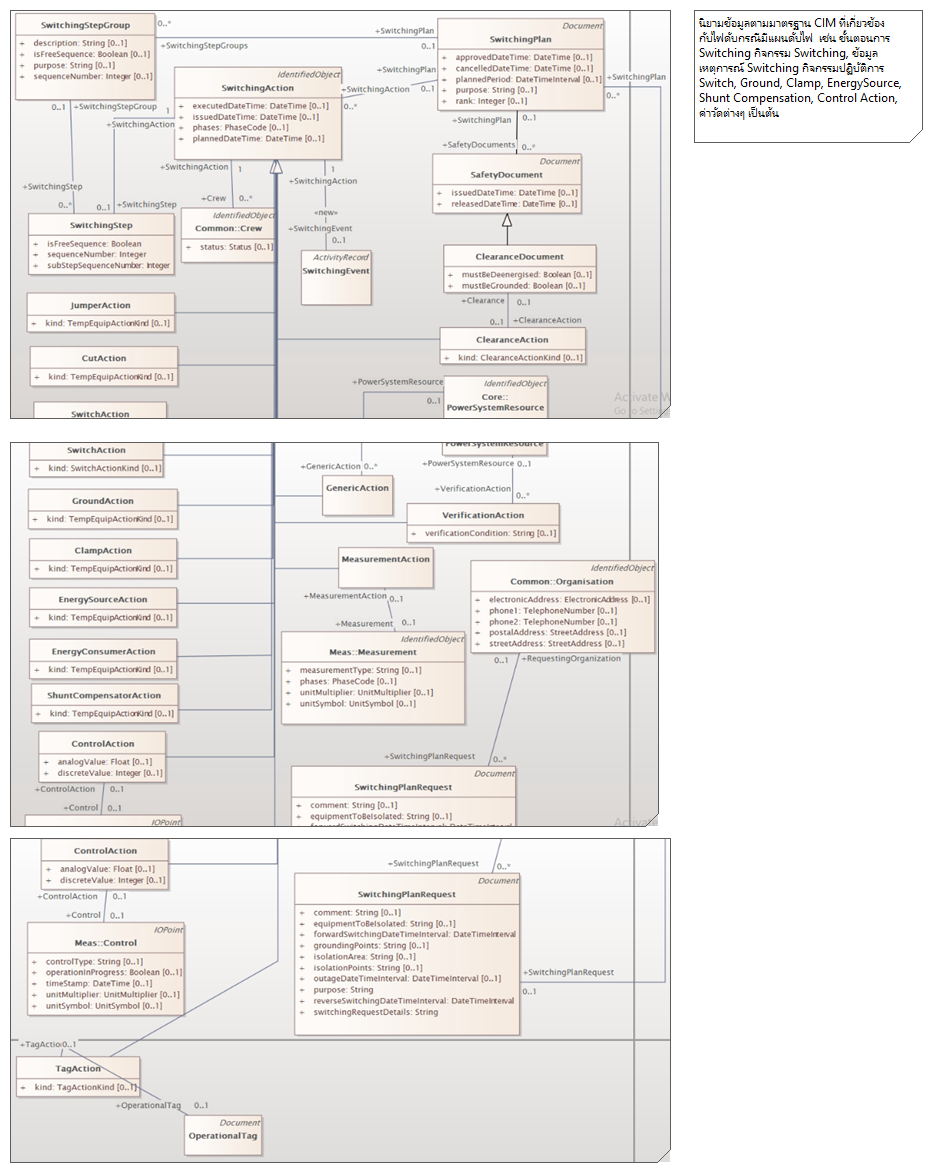 SwitchingStepGroup
+ description: String [0..1]
+ isFreeSequence: Boolean [0..1]
+ purpose: String [0..1]
+ sequenceNumber: Integer [0..1]
0..*
+SwitchingStepGroups
+SwitchingPlan
0..1
Document
SwitchingPlan
+ approvedDateTime: DateTime [0..1]
+ cancelledDateTime: DateTime [0..1]
+ plannedPeriod: DateTimeInterval [0..1]
+ purpose: String [0..1]
+ rank: Integer [0..1]
นิยามข้อมูลตามมาตรฐาน CIM ที่เกี่ยวข้อง
กับไฟดับกรณีมีแผนดับไฟ เช่น ขั้นตอนการ
Switching กิจกรรม Switching, ข้อมูล
เหตุการณ์ Switching กิจกรรมปฏิบัติการ
Switch, Ground, Clamp, EnergySource,
Shunt Compensation, Control Action,
ค่าวัดต่างๆ เป็นต้น
IdentifiedObject
SwitchingAction
+ executedDateTime: DateTime [0..1]
+ issuedDateTime: DateTime [0..1]
+ phases: PhaseCode [0..1]
+ plannedDateTime: DateTime [0..1]
+SwitchingPlan
+SwitchingAction
0..1
0..*
+SwitchingPlan
0..*
0..1
+SwitchingStepGroup
1
+SwitchingAction
+SwitchingPlan
0..1
+SafetyDocuments
0..*
+SwitchingAction
1
1
+SwitchingAction
Document
SafetyDocument
+ issuedDateTime: DateTime [0..1]
+ releasedDateTime: DateTime [0..1]
+SwitchingStep
0..*
0..1
+SwitchingStep
+Crew
0..*
«new»
+SwitchingEvent
0..1
IdentifiedObject
Common::Crew
+ status: Status [0..1]
SwitchingStep
+ isFreeSequence: Boolean
+ sequenceNumber: Integer
+ subStepSequenceNumber: Integer
ActivityRecord
SwitchingEvent
ClearanceDocument
+ mustBeDeenergised: Boolean [0..1]
+ mustBeGrounded: Boolean [0..1]
+Clearance
0..1
+ClearanceAction
0..1
JumperAction
+ kind: TempEquipActionKind [0..1]
ClearanceAction
+ kind: ClearanceActionKind [0..1]
CutAction
+ kind: TempEquipActionKind [0..1]
+PowerSystemResource
0..1
IdentifiedObject
Core::
PowerSystemResource
Activate W
Go to Settin
SwitchAction
SwitchAction
+ kind: SwitchActionKind [0..1]
PowerSystemResource
+GenericAction
0..*
+PowerSystemResource
0..1
GenericAction
+VerificationAction
0..*
GroundAction
+ kind: TempEquipActionKind [0..1]
VerificationAction
+ verificationCondition: String [0..1]
ClampAction
+ kind: TempEquipActionKind [0..1]
MeasurementAction
IdentifiedObject
Common::Organisation
+ electronicAddress: ElectronicAddress [0..1]
+ phone1: TelephoneNumber [0..1]
+ phone2: TelephoneNumber [0..1]
+ postalAddress: StreetAddress [0..1]
+ streetAddress: StreetAddress [0..1]
EnergySourceAction
+ kind: TempEquipActionKind [0..1]
+MeasurementAction
0..1
+Measurement
0..1
EnergyConsumerAction
+ kind: TempEquipActionKind [0..1]
IdentifiedObject
Meas::Measurement
+ measurementType: String [0..1]
+ phases: PhaseCode [0..1]
+ unitMultiplier: UnitMultiplier [0..1]
+ unitSymbol: UnitSymbol [0..1]
0..1
+RequestingOrganization
ShuntCompensatorAction
+ kind: TempEquipActionKind [0..1]
ControlAction
+ analogValue: Float [0..1]
+ discreteValue: Integer [0..1]
+SwitchingPlanRequest
0..*
+ControlAction
0..1
+Control
0..1
IOPoint
Document
SwitchingPlanRequest
+ comment: String [0..1]
+ equipmentToBeIsolated: String [0..1]
+ forwardSwitchingDateTimeInterval: DateTimeInterval
Activate
ControlAction
+ analogValue: Float [0..1]
+ discreteValue: Integer [0..1]
+SwitchingPlanRequest
0..*
+ControlAction
0..1
+Control
0..1
Document
SwitchingPlanRequest
+ comment: String [0..1]
+ equipmentToBeIsolated: String [0..1]
+ forwardSwitchingDateTimeInterval: DateTimeInterval
+ groundingPoints: String [0..1]
+ isolationArea: String [0..1]
+ isolationPoints: String [0..1]
+ outageDateTimeInterval: DateTimeInterval [0..1]
+ purpose: String
+ reverseSwitchingDateTimeInterval: DateTimeInterval
+ switchingRequestDetails: String
IOPoint
Meas::Control
+ controlType: String [0..1]
+ operationInProgress: Boolean [0..1]
+ timeStamp: DateTime [0..1]
+ unitMultiplier: UnitMultiplier [0..1]
+ unitSymbol: UnitSymbol [0..1]
+SwitchingPlanRequest
0..1
+TagAction
0..1
TagAction
+ kind: TagActionKind [0..1]
+OperationalTag
0..1
Document
OperationalTag